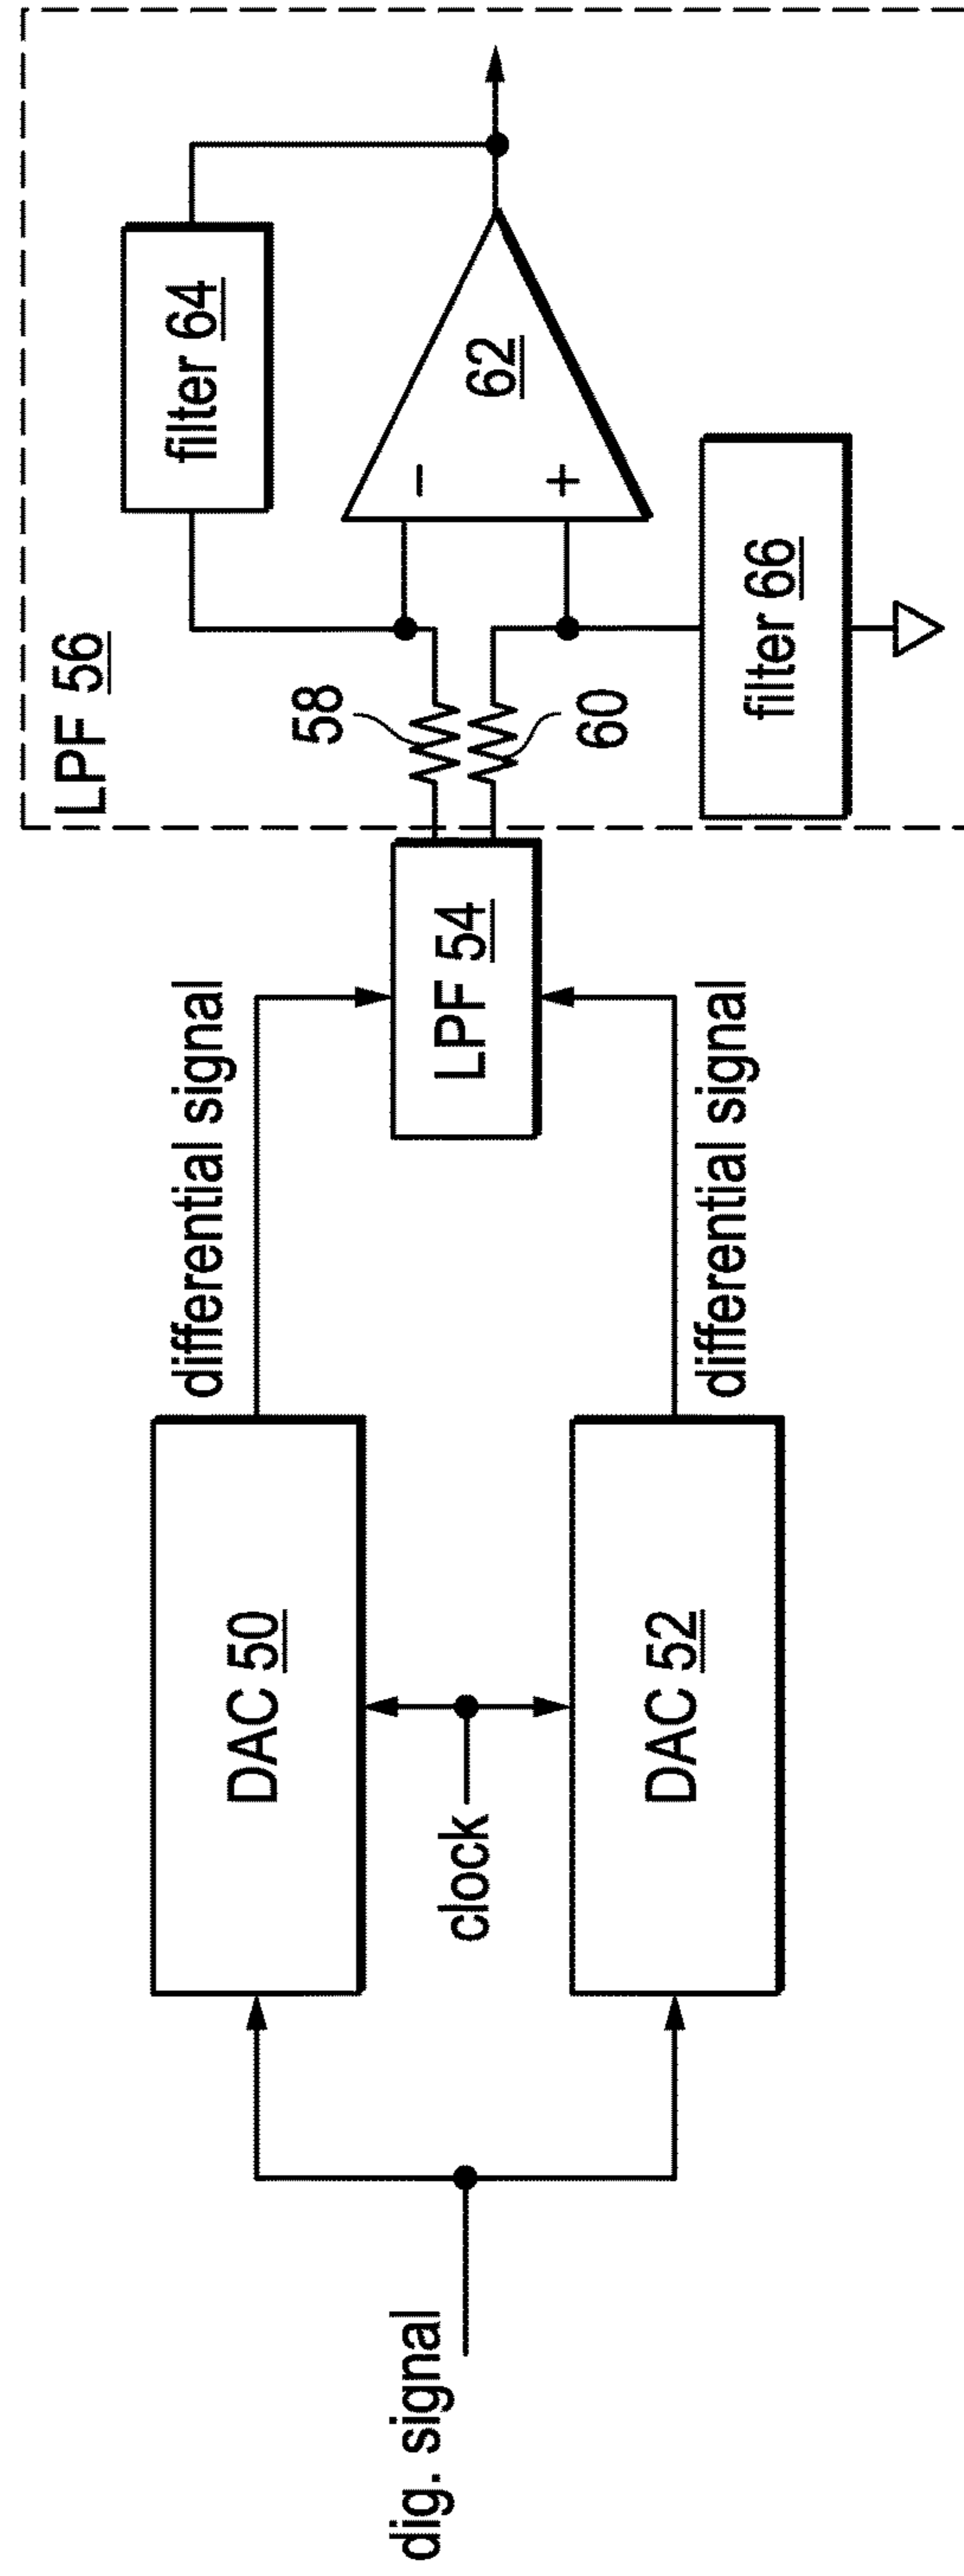 dig. signal
DAC 50
clock
DAC 52
differential signal
differential signal
LPF 54
LPF 56
58
60
filter 64
−
+
62
filter 66